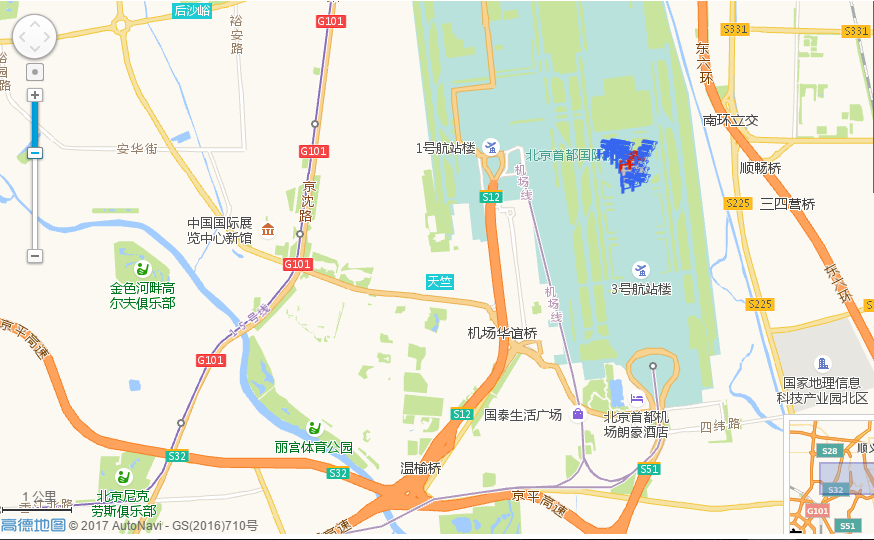 后沙峪
G101
S331
S331
裕安路
裕
园
路
东六环
南环立交
安华街
G101
1号航站楼
北京首都国际
机场线
顺畅桥
京沈路
S12
S225
三四营桥
中国国际展
览中心新馆
G101
天竺
3号航站楼
东六环
金色河畔高
尔夫俱乐部
机场线
S225
S
15号线
京平高速
机场华谊桥
G101
国家地理信息
科技产业园北区
S12
国泰生活广场
北京首都机
场朗豪酒店
四纬路
丽宫体育公园
S32
S32
温榆桥
S51
S28
顺义
S32
G101
S51
北京尼克
劳斯俱乐部
1 公里
京平高速
高速
高德地图 © 2017 AutoNavi - GS(2016)710号